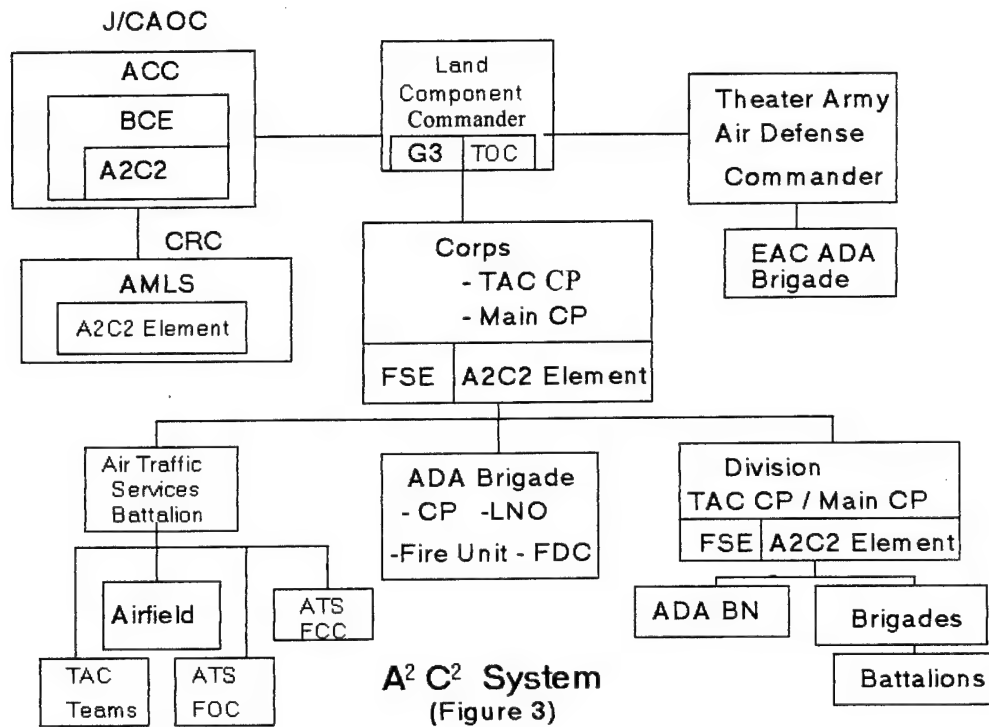 J/CAOC
ACC
BCE
A2C2
CRC
AMLS
A2C2 Element
Land
Component
Commander
G3 TOC
Theater Army
Air Defense
Commander
EAC ADA
Brigade
Corps
- TAC CP
- Main CP
FSE A2C2 Element
Air Traffic
Services
Battalion
ADA Brigade
- CP -LNO
-Fire Unit - FDC
Division
TAC CP / Main CP
FSE A2C2 Element
Airfield
ATS
FCC
TAC
Teams
ATS
FOC
ADA BN
Brigades
Battalions
A² C² System
(Figure 3)